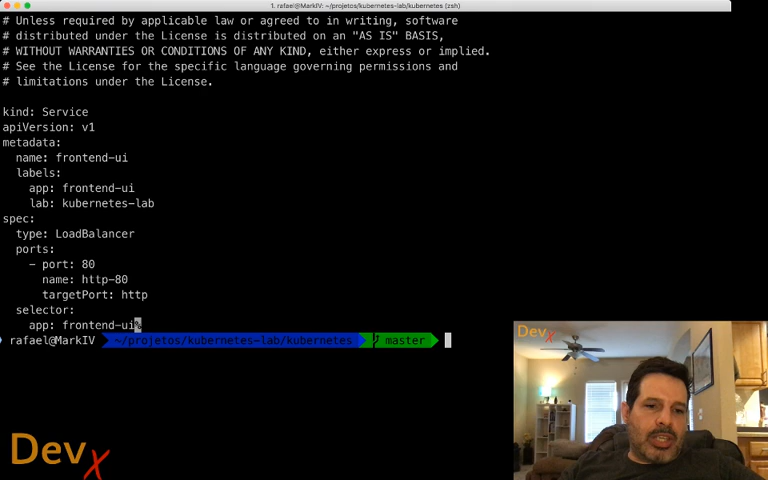 1. rafael@MarkIV: ~/projetos/kubernetes-lab/kubernetes (zsh)
# Unless required by applicable law or agreed to in writing, software
# distributed under the License is distributed on an "AS IS" BASIS,
# WITHOUT WARRANTIES OR CONDITIONS OF ANY KIND, either express or implied.
# See the License for the specific language governing permissions and
# limitations under the License.
kind: Service
apiVersion: v1
metadata:
  name: frontend-ui
  labels:
    app: frontend-ui
    lab: kubernetes-lab
spec:
  type: LoadBalancer
  ports:
    - port: 80
      name: http-80
      targetPort: http
  selector:
    app: frontend-ui%
rafael@MarkIV ~/projetos/kubernetes-lab/kubernetes master
Devx
Devx